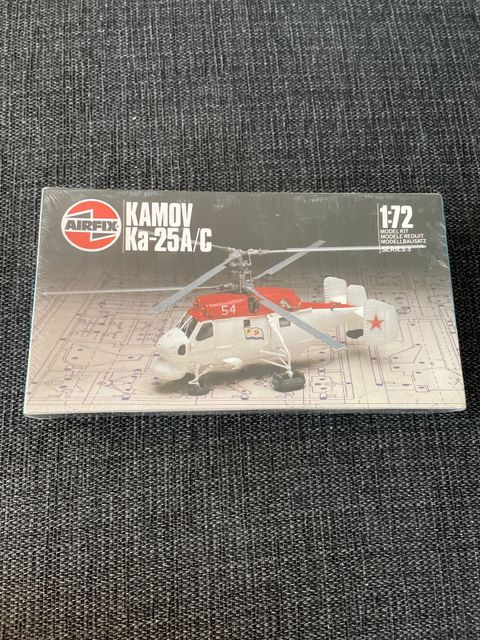 AIRFIX
KAMOV
Ka-25A/C
1:72
MODEL KIT
MODELE REDUIT
MODELLBAUSATZ
SERIES 3
54